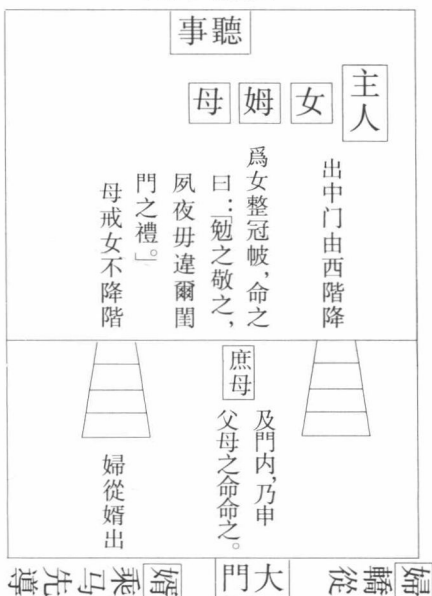 聽事
主人
女
姆
母
出中门由西階降
爲女整冠帔，命之
曰：「勉之敬之，
夙夜毋違爾閨
門之禮。」
母戒女不降階
庶母
及門内，乃申
父母之命命之。
婦從婿出
婦轎從
大門
婿乘马先導